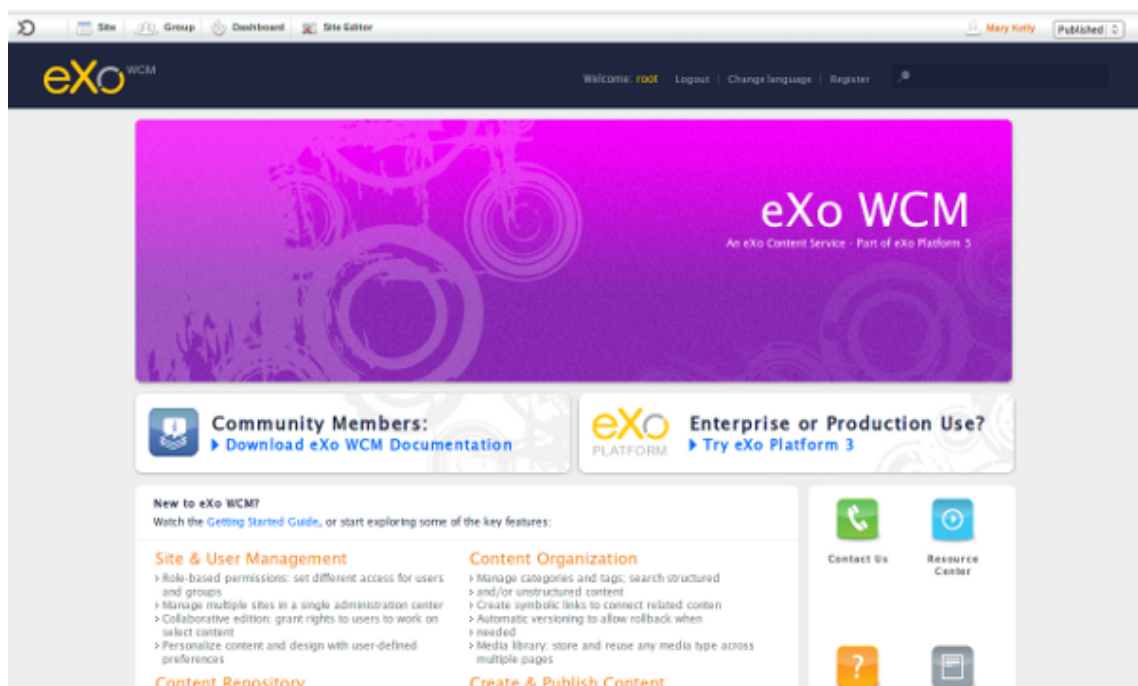 Site Group Dashboard Site Editor Mary Kelly Published
eXo WCM Welcome: root Logout | Change language | Register
eXo WCM
An eXo Content Service - Part of eXo Platform 3
Community Members:
Download eXo WCM Documentation
eXo PLATFORM
Enterprise or Production Use?
Try eXo Platform 3
New to eXo WCM?
Watch the Getting Started Guide, or start exploring some of the key features:
Site & User Management
Role-based permissions: set different access for users
and groups
Manage multiple sites in a single administration center
Collaborative edition: grant rights to users to work on
select content
Personalize content and design with user-defined
preferences
Content Repository
Content Organization
Manage categories and tags; search structured
and/or unstructured content
Create symbolic links to connect related conten
Automatic versioning to allow rollback when
needed
Media library: store and reuse any media type across
multiple pages
Create & Publish Content
Contact Us
Resource
Center